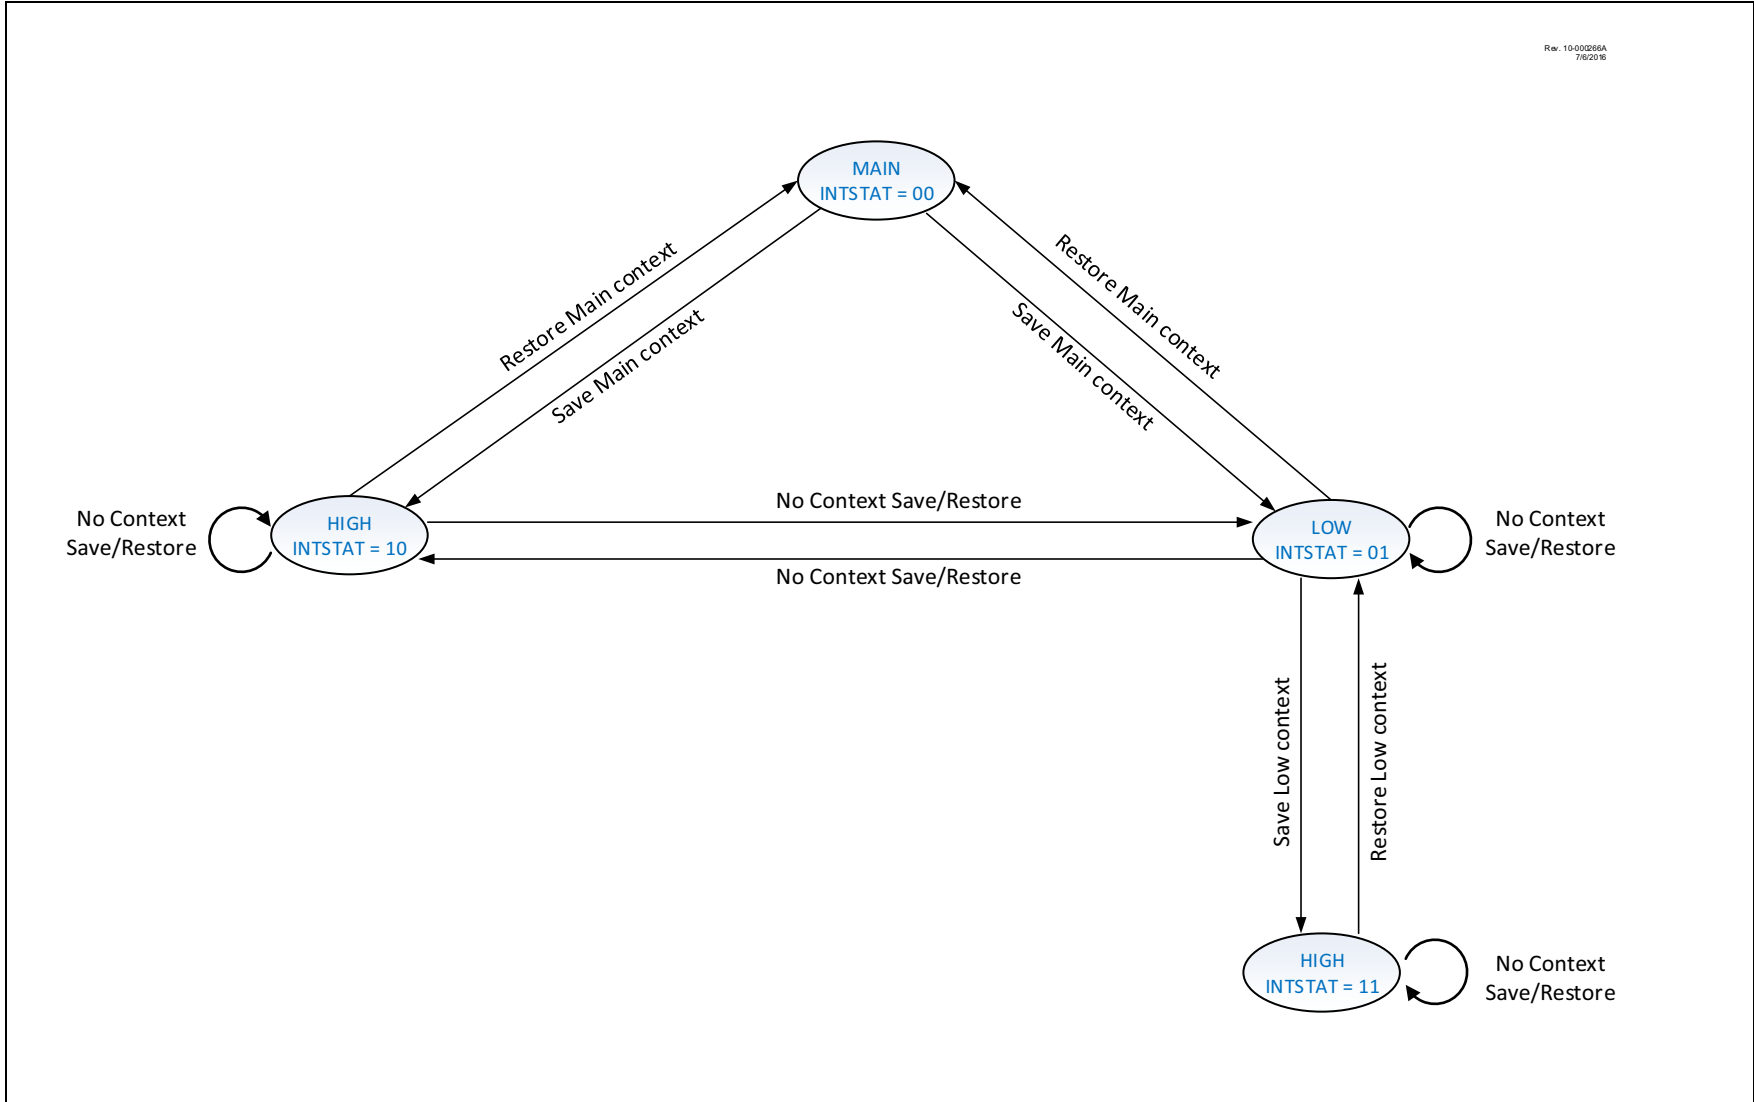 Rev. 10-000266A
7/6/2016
MAIN
INTSTAT = 00
Restore Main context
Save Main context
Save Main context
Restore Main context
No Context
Save/Restore
HIGH
INTSTAT = 10
No Context Save/Restore
No Context Save/Restore
LOW
INTSTAT = 01
No Context
Save/Restore
Save Low context
Restore Low context
HIGH
INTSTAT = 11
No Context
Save/Restore